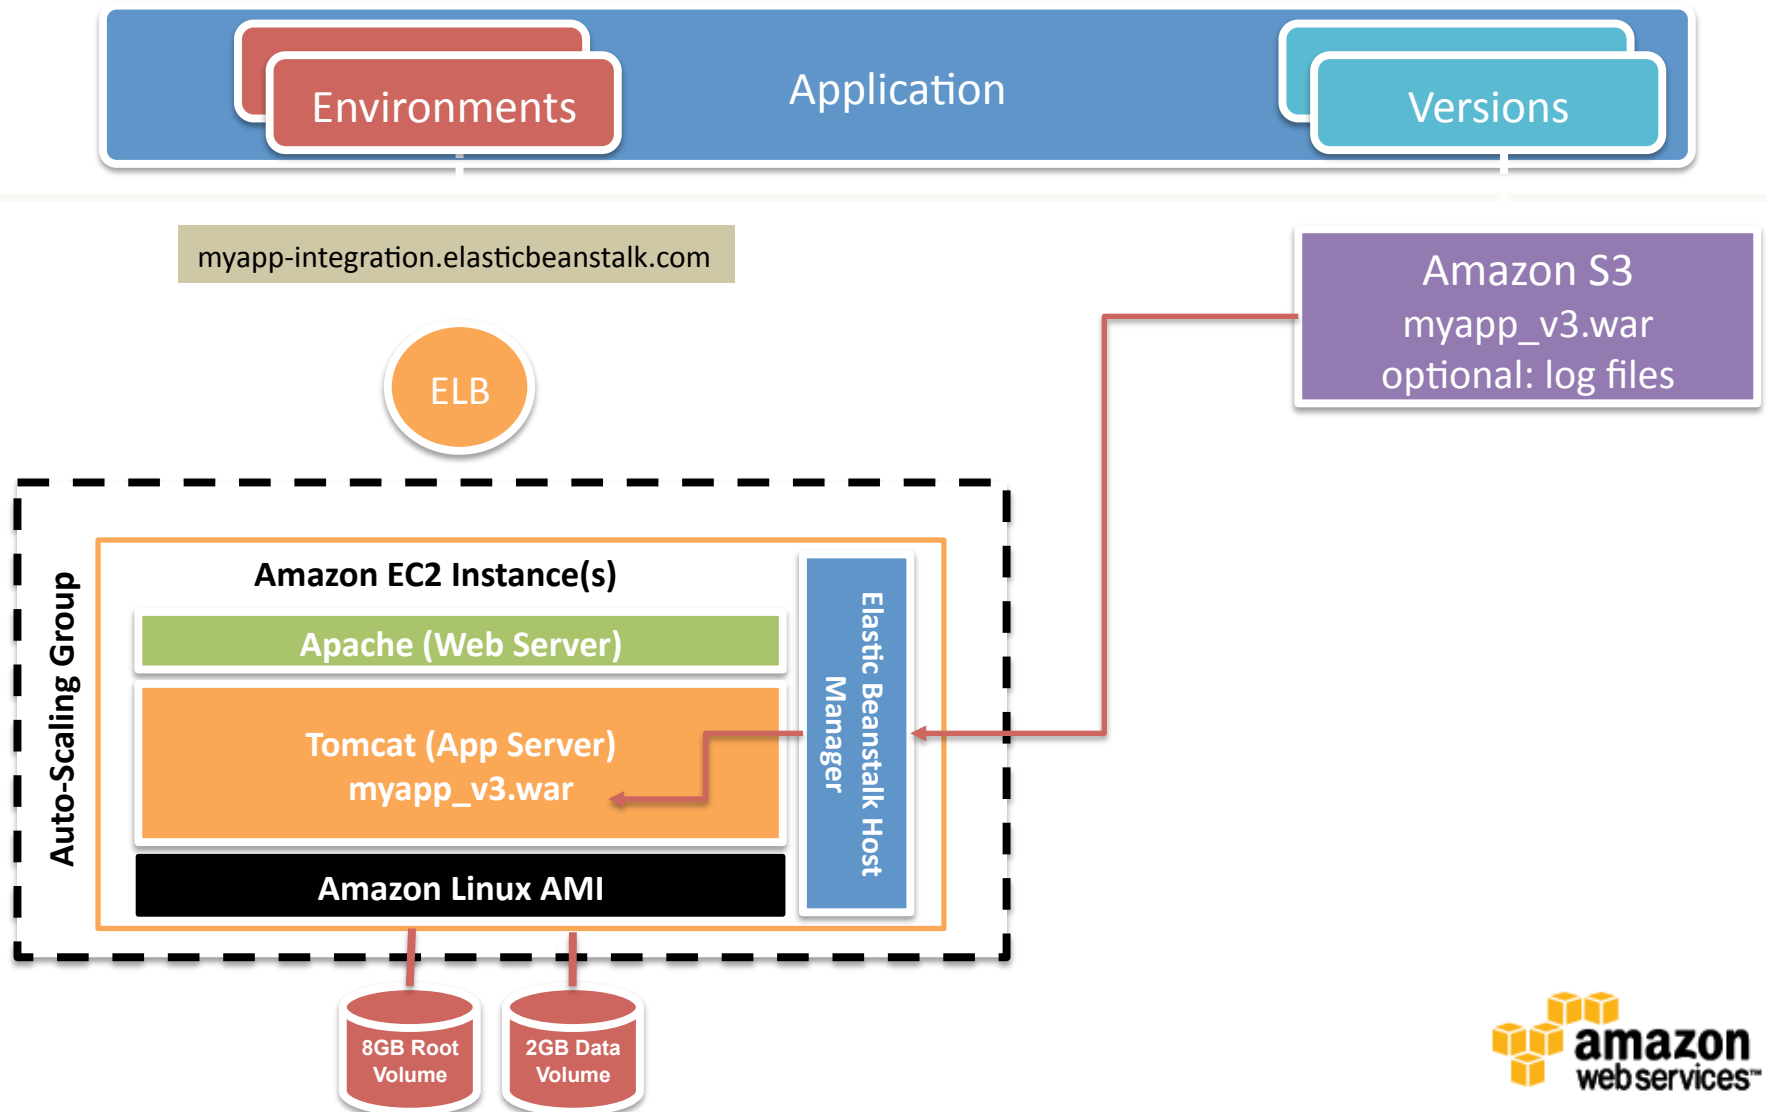 Environments
Application
Versions
myapp-integration.elasticbeanstalk.com
Amazon S3
myapp_v3.war
optional: log files
ELB
Auto-Scaling Group
Amazon EC2 Instance(s)
Apache (Web Server)
Tomcat (App Server)
myapp_v3.war
Amazon Linux AMI
Elastic Beanstalk Host
Manager
8GB Root
Volume
2GB Data
Volume
amazon
web services™